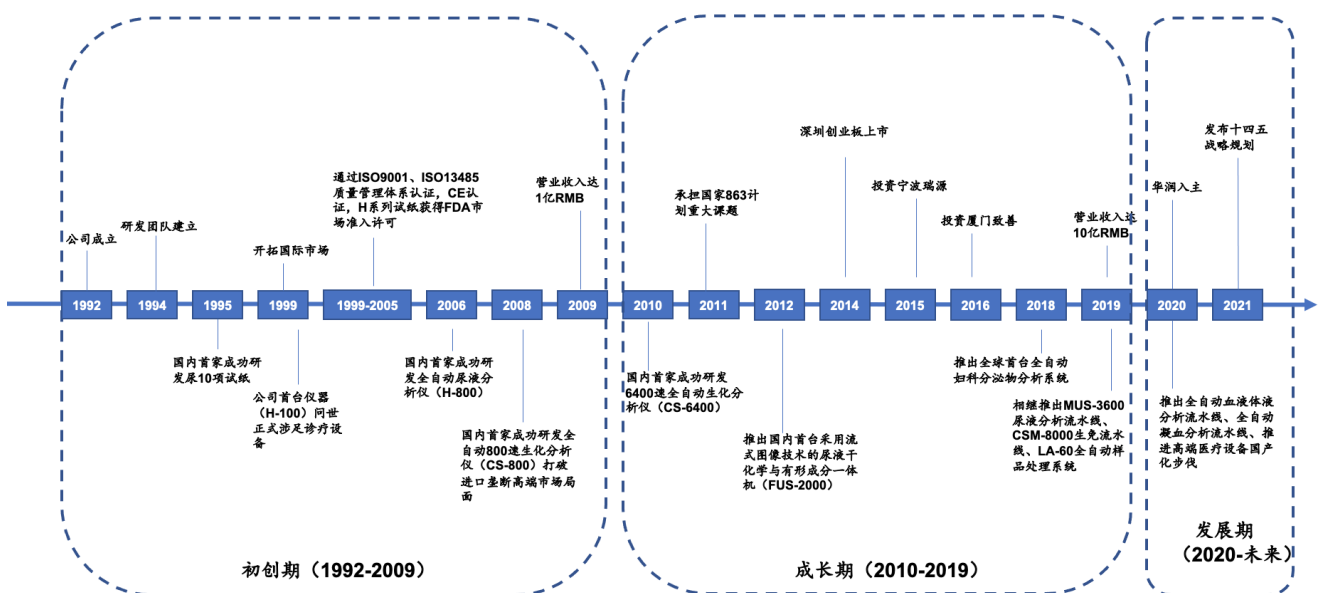 公司成立
研发团队建立
开拓国际市场
通过ISO9001、ISO13485
质量管理体系认证，CE认
证，H系列试纸获得FDA市
场准入许可
营业收入达
1亿RMB
承担国家863计
划重大课题
深圳创业板上市
投资宁波瑞源
投资厦门致善
营业收入达
10亿RMB
华润入主
发布十四五
战略规划
1992
1994
1995
1999
1999-2005
2006
2008
2009
2010
2011
2012
2014
2015
2016
2018
2019
2020
2021
国内首家成功研
发尿10项试纸
公司首台仪器
（H-100）问世
正式涉足诊疗
设备
国内首家成功研
发全自动尿液分
析仪（H-800）
国内首家成功研发全
自动800速生化分析
仪（CS-800）打破
进口垄断高端市场局
面
国内首家成功研发
6400速全自动生化分
析仪（CS-6400）
推出国内首台采用流
式图像技术的尿液干
化学与有形成分一体
机（FUS-2000）
推出全球首台全自动
妇科分泌物分析系统
相继推出MUS-3600
尿液分析流水线、
CSM-8000生免流水
线、LA-60全自动样
品处理系统
推出全自动血液体液
分析流水线、全自动
凝血分析流水线、推
进高端医疗设备国产
化步伐
初创期（1992-2009）
成长期（2010-2019）
发展期
（2020-未来）